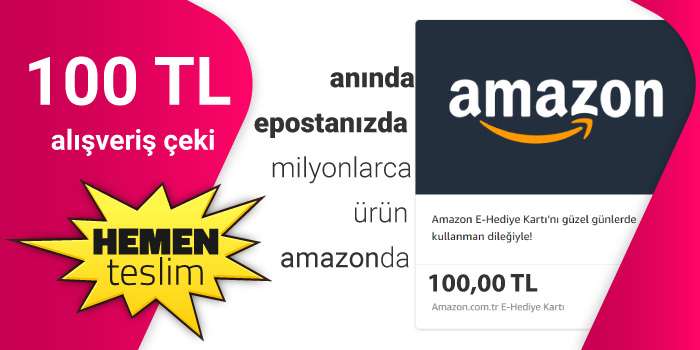 100 TL
alışveriş çeki
HEMEN
teslim
anında
epostanızda
milyonlarca
ürün
amazonda
amazon
Amazon E-Hediye Kartı'nı güzel günlerde
kullanman dileğiyle!
100,00 TL
Amazon.com.tr E-Hediye Kartı